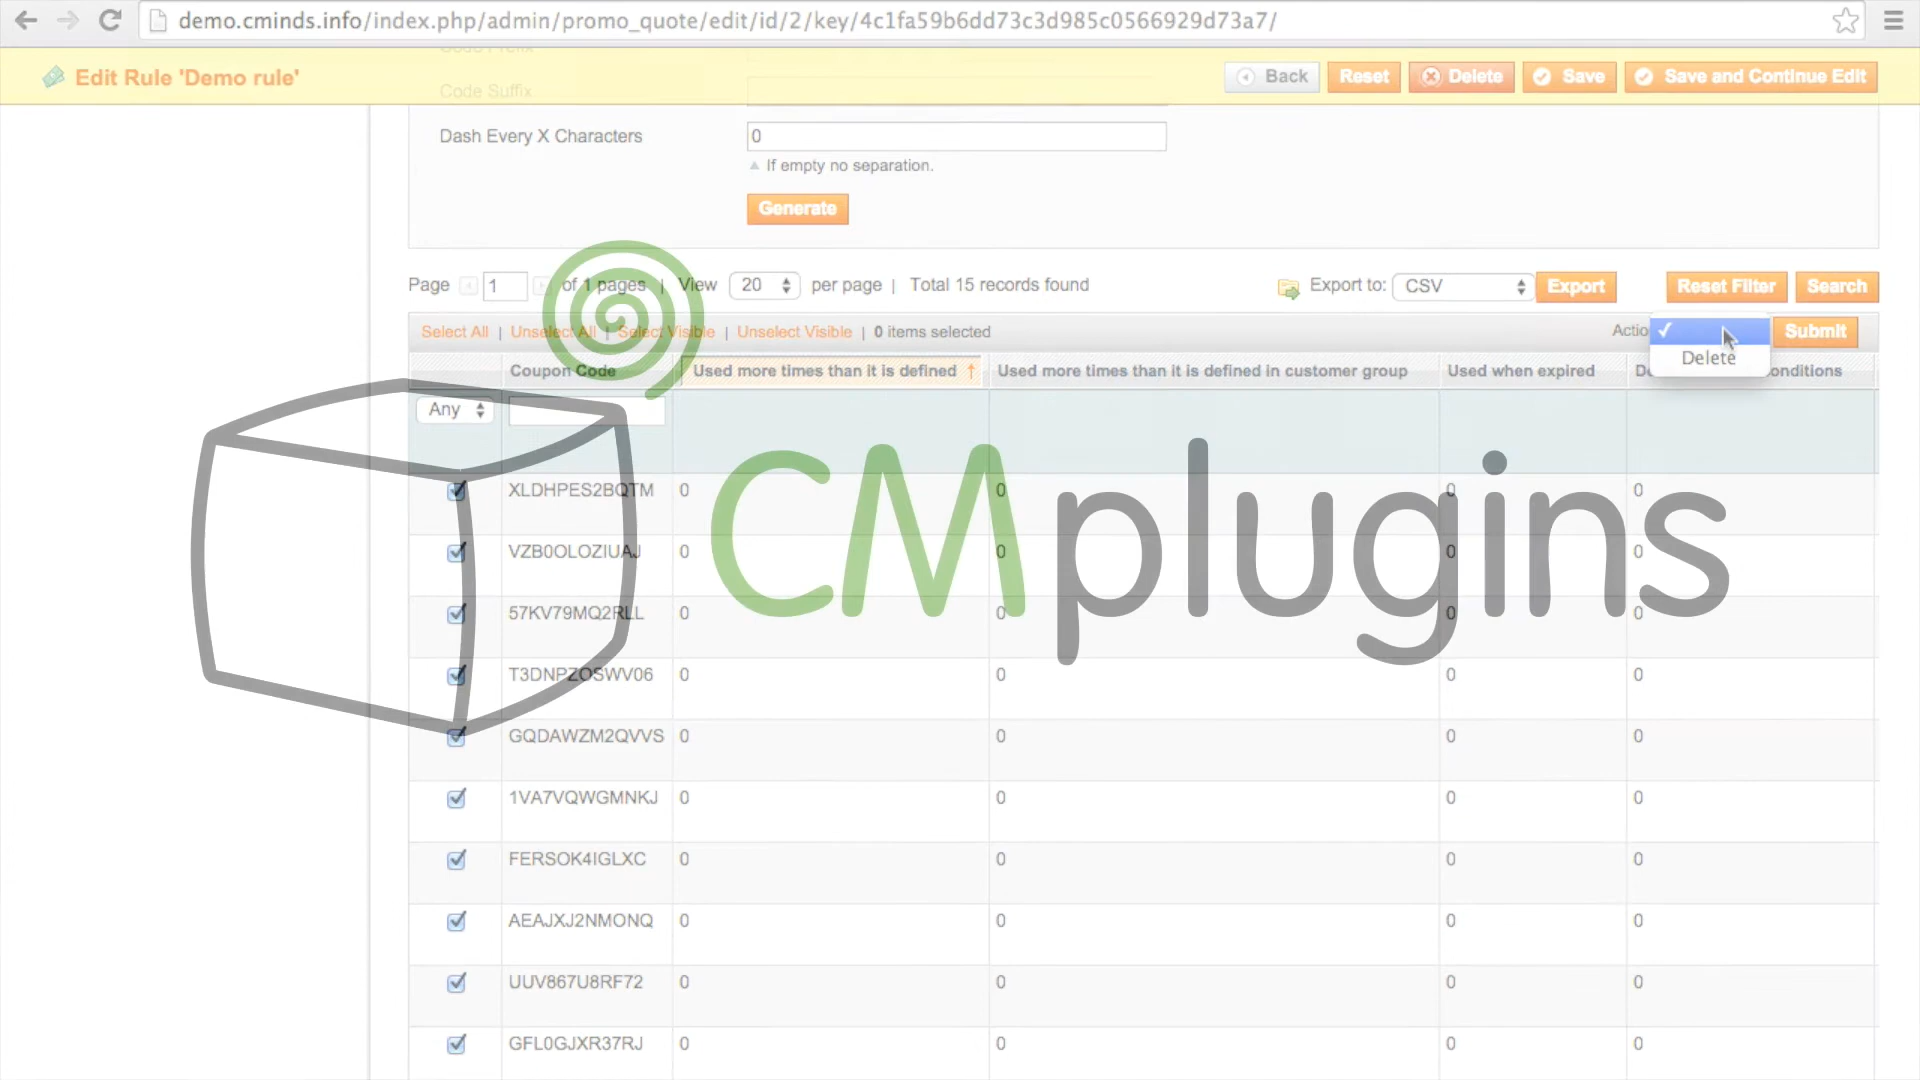 demo.cminds.info/index.php/admin/promo_quote/edit/id/2/key/4c1fa59b6dd73c3d985c0566929d73a7/
Edit Rule 'Demo rule'
Back Reset Delete Save Save and Continue Edit
Code Prefix
Code Suffix
Dash Every X Characters 0
If empty no separation.
Generate
Page 1 of 1 pages | View 20 per page | Total 15 records found Export to: CSV Export Reset Filter Search
Select All | Unselect All | Select Visible | Unselect Visible | 0 items selected Actio Submit
Delete
Coupon Code Used more times than it is defined Used more times than it is defined in customer group Used when expired onditions
Any
CMplugins
XLDHPES2BQTM 0 0 0 0
VZB0OLOZIUAJ 0 0 0 0
57KV79MQ2RLL 0 0 0 0
T3DNPZOSWV06 0 0 0 0
GQDAWZM2QVVS 0 0 0 0
1VA7VQWGMNKJ 0 0 0 0
FERSOK4IGLXC 0 0 0 0
AEAJXJ2NMONQ 0 0 0 0
UUV867U8RF72 0 0 0 0
GFL0GJXR37RJ 0 0 0 0